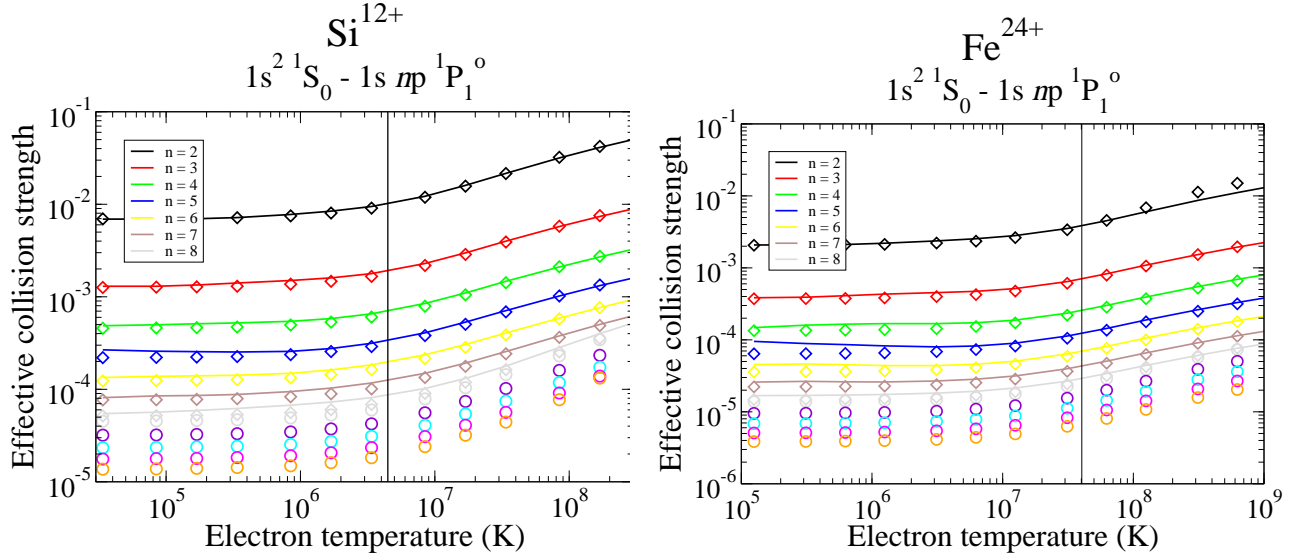 Si¹²⁺
1s² ¹S₀ - 1s np ¹P₁ᵒ
Effective collision strength
10⁻¹
10⁻²
10⁻³
10⁻⁴
10⁻⁵
n = 2
n = 3
n = 4
n = 5
n = 6
n = 7
n = 8
10⁵ 10⁶ 10⁷ 10⁸
Electron temperature (K)
Fe²⁴⁺
1s² ¹S₀ - 1s np ¹P₁ᵒ
Effective collision strength
10⁻¹
10⁻²
10⁻³
10⁻⁴
10⁻⁵
10⁻⁶
n = 2
n = 3
n = 4
n = 5
n = 6
n = 7
n = 8
10⁵ 10⁶ 10⁷ 10⁸ 10⁹
Electron temperature (K)